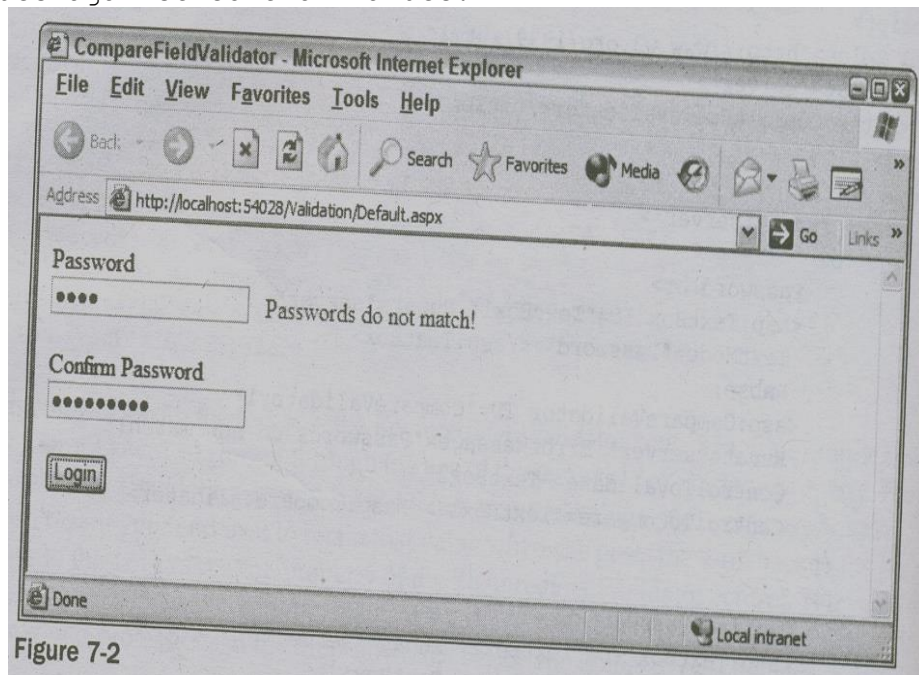 CompareFieldValidator - Microsoft Internet Explorer
File Edit View Favorites Tools Help
Back Search Favorites Media »
Address http://localhost:54028/Validation/Default.aspx Go Links »
Password
•••• Passwords do not match!
Confirm Password
•••••••••
Login
Done Local intranet
Figure 7-2